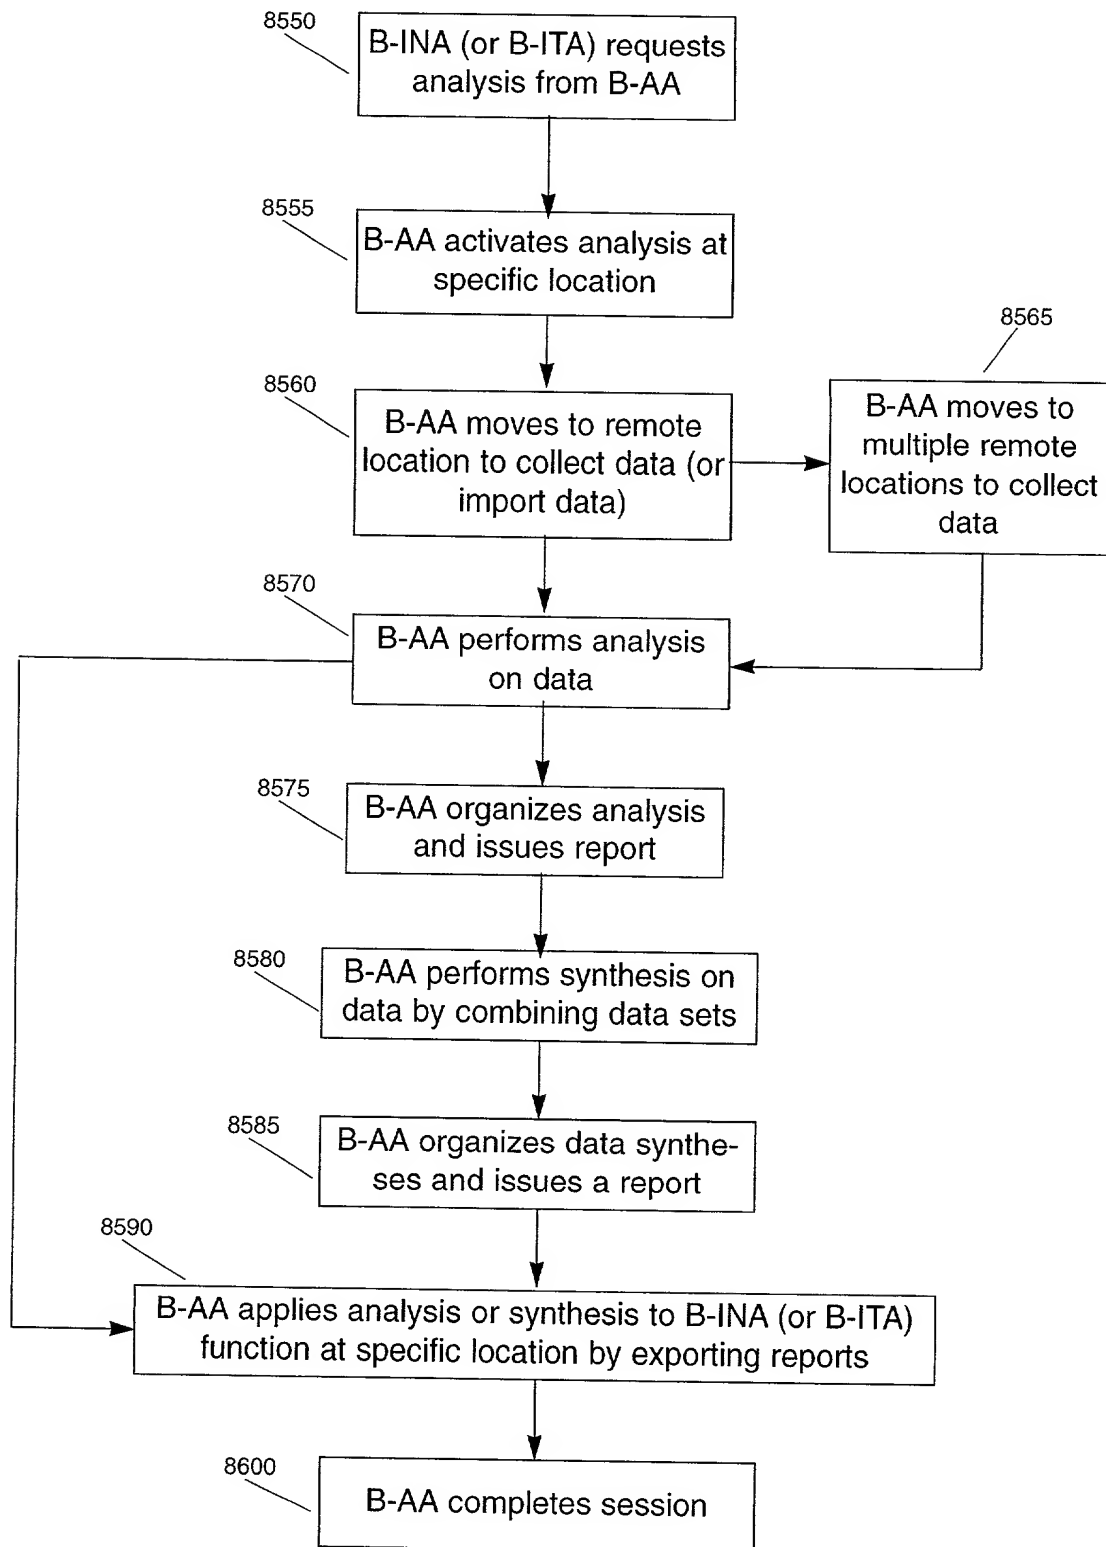 8550
B-INA (or B-ITA) requests
analysis from B-AA
8555
B-AA activates analysis at
specific location
8565
8560
B-AA moves to remote
location to collect data (or
import data)
B-AA moves to
multiple remote
locations to collect
data
8570
B-AA performs analysis
on data
8575
B-AA organizes analysis
and issues report
8580
B-AA performs synthesis on
data by combining data sets
8585
B-AA organizes data synthe-
ses and issues a report
8590
B-AA applies analysis or synthesis to B-INA (or B-ITA)
function at specific location by exporting reports
8600
B-AA completes session